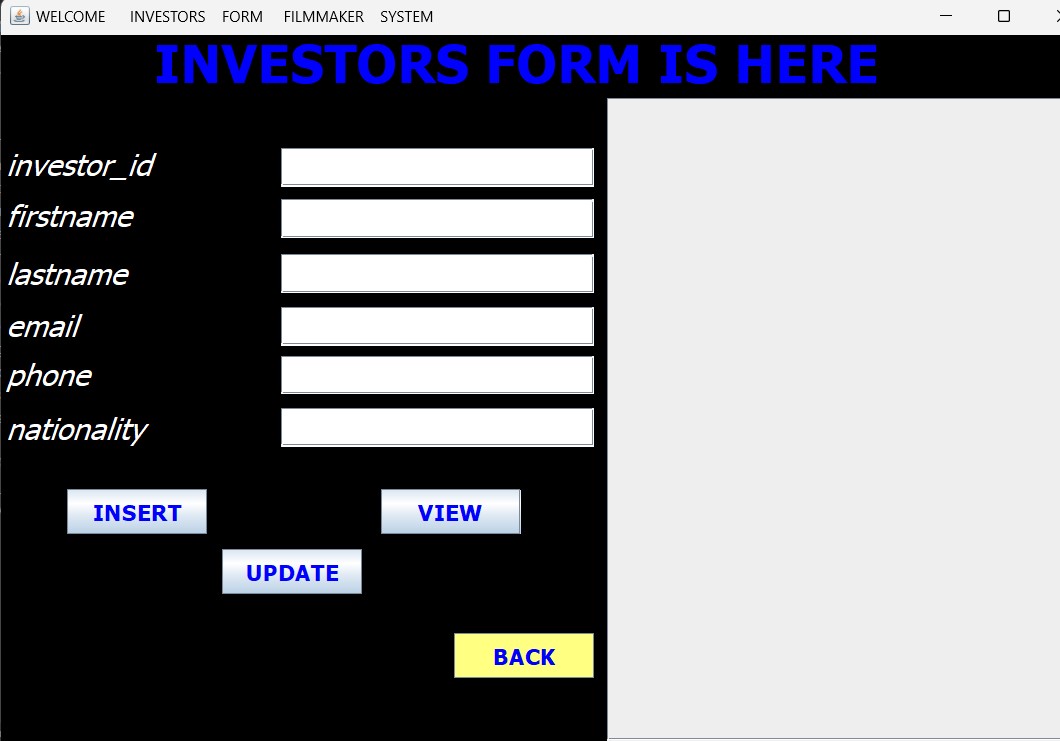 WELCOME INVESTORS FORM FILMMAKER SYSTEM
INVESTORS FORM IS HERE
investor_id
firstname
lastname
email
phone
nationality
INSERT VIEW
UPDATE
BACK